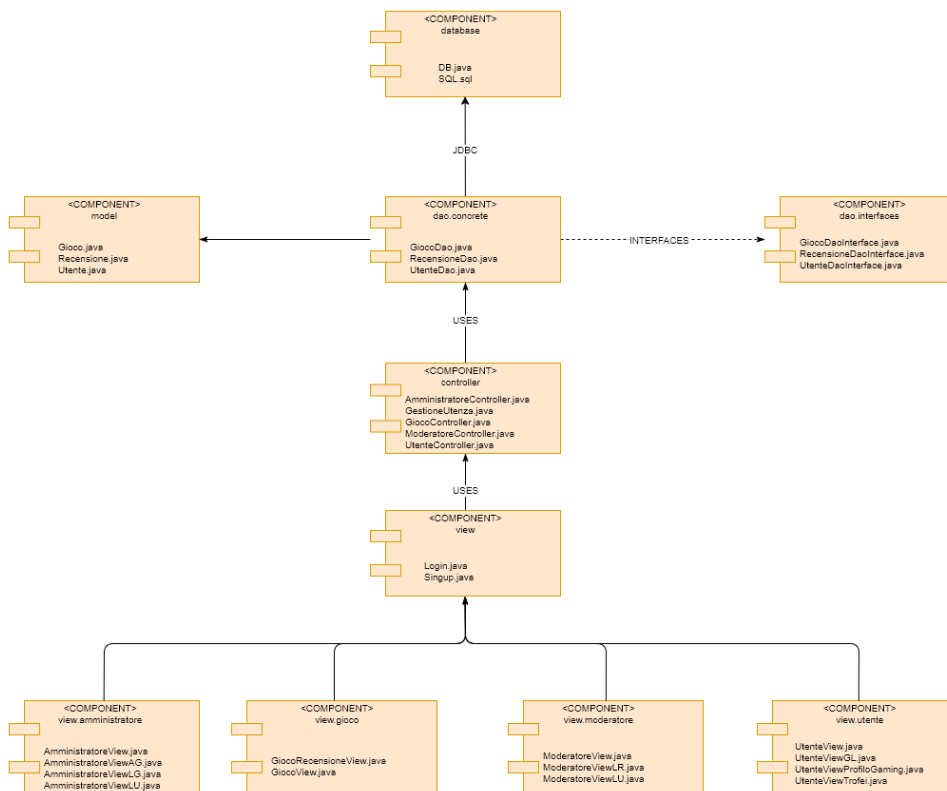 <COMPONENT>
database
DB.java
SQL.sql
JDBC
<COMPONENT>
model
Gioco.java
Recensione.java
Utente.java
<COMPONENT>
dao.concrete
GiocoDao.java
RecensioneDao.java
UtenteDao.java
INTERFACES
<COMPONENT>
dao.interfaces
GiocoDaoInterface.java
RecensioneDaoInterface.java
UtenteDaoInterface.java
USES
<COMPONENT>
controller
AmministratoreController.java
GestioneUtenza.java
GiocoController.java
ModeratoreController.java
UtenteController.java
USES
<COMPONENT>
view
Login.java
Singup.java
<COMPONENT>
view.amministratore
AmministratoreView.java
AmministratoreViewAG.java
AmministratoreViewLG.java
AmministratoreViewLU.java
<COMPONENT>
view.gioco
GiocoRecensioneView.java
GiocoView.java
<COMPONENT>
view.moderatore
ModeratoreView.java
ModeratoreViewLR.java
ModeratoreViewLU.java
<COMPONENT>
view.utente
UtenteView.java
UtenteViewGL.java
UtenteViewProfiloGaming.java
UtenteViewTrofei.java